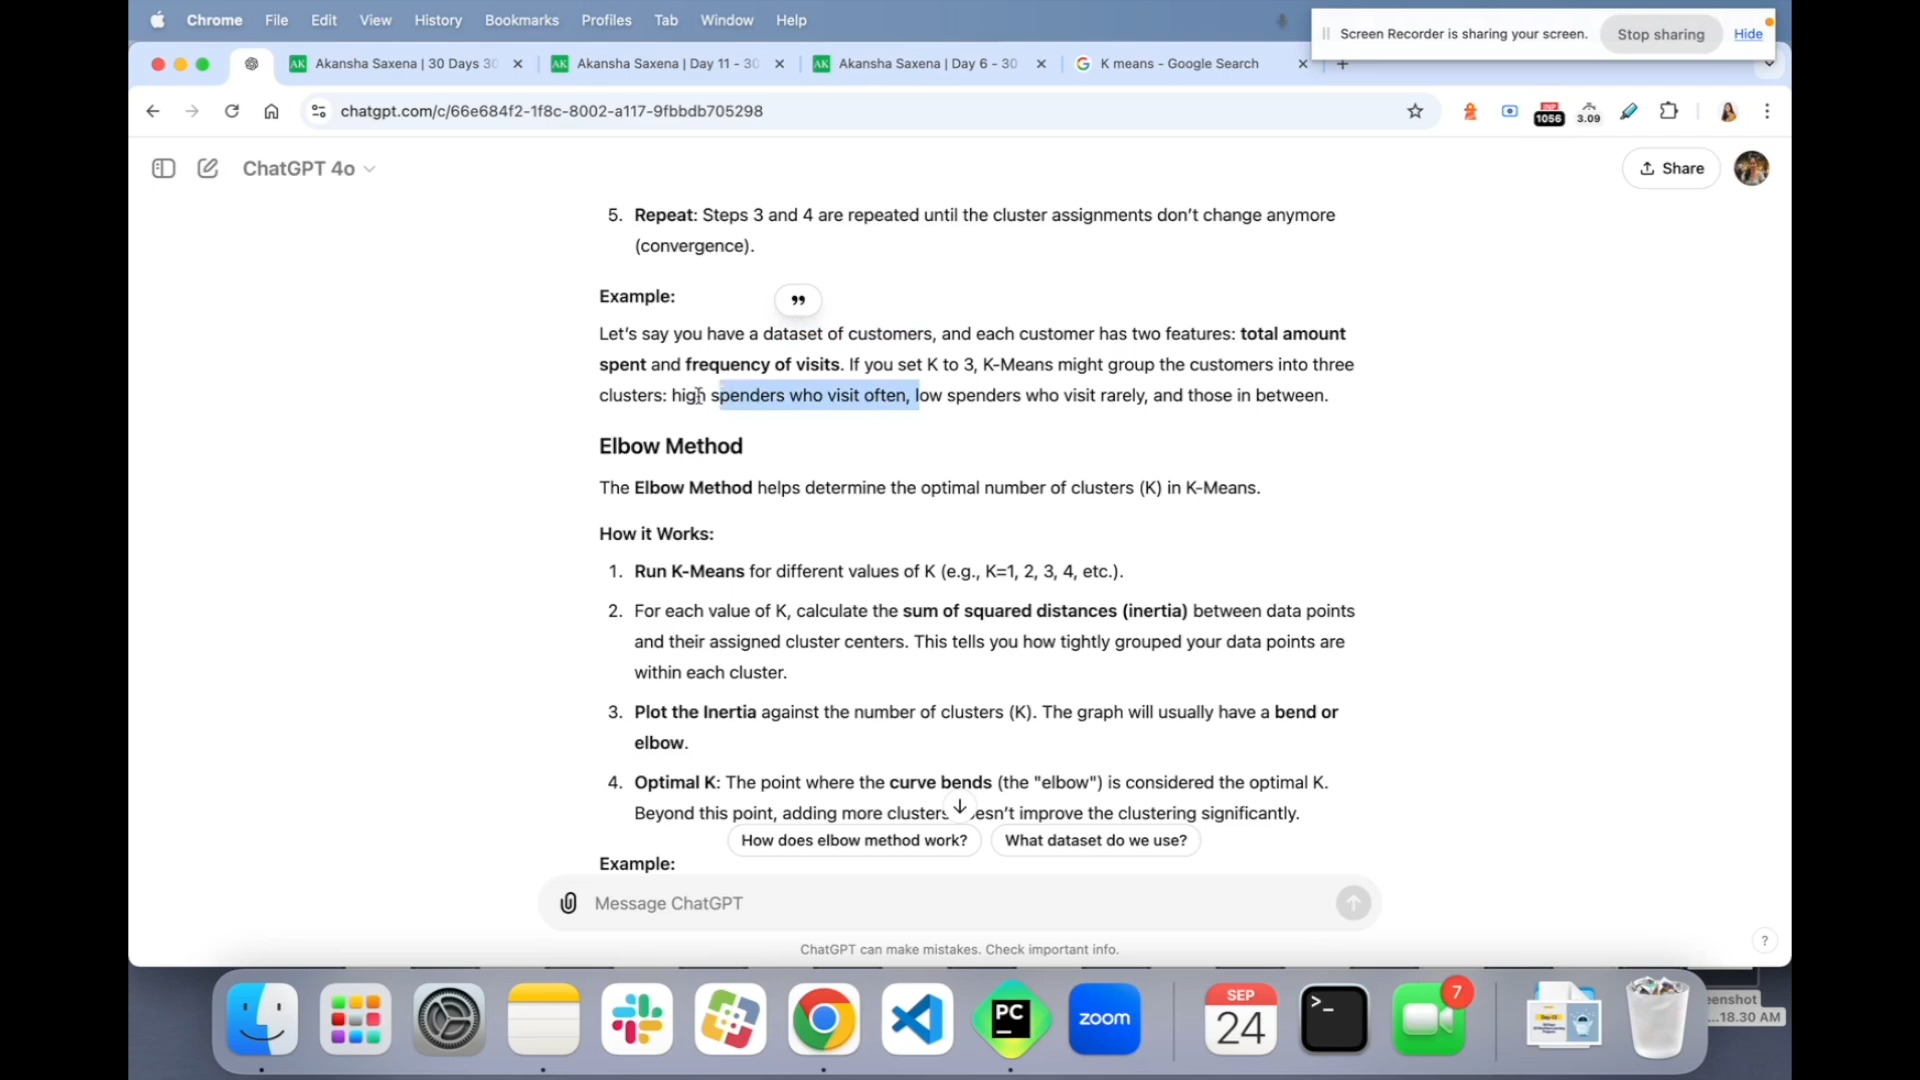 Chrome File Edit View History Bookmarks Profiles Tab Window Help
Screen Recorder is sharing your screen. Stop sharing Hide
Akansha Saxena | 30 Days 30
Akansha Saxena | Day 11 - 30
Akansha Saxena | Day 6 - 30
K means - Google Search
chatgpt.com/c/66e684f2-1f8c-8002-a117-9fbbdb705298
1056
3.09
ChatGPT 4o
Share
5. Repeat: Steps 3 and 4 are repeated until the cluster assignments don’t change anymore
(convergence).
Example:
Let’s say you have a dataset of customers, and each customer has two features: total amount
spent and frequency of visits. If you set K to 3, K-Means might group the customers into three
clusters: high spenders who visit often, low spenders who visit rarely, and those in between.
Elbow Method
The Elbow Method helps determine the optimal number of clusters (K) in K-Means.
How it Works:
1. Run K-Means for different values of K (e.g., K=1, 2, 3, 4, etc.).
2. For each value of K, calculate the sum of squared distances (inertia) between data points
and their assigned cluster centers. This tells you how tightly grouped your data points are
within each cluster.
3. Plot the Inertia against the number of clusters (K). The graph will usually have a bend or
elbow.
4. Optimal K: The point where the curve bends (the "elbow") is considered the optimal K.
Beyond this point, adding more clusters esn’t improve the clustering significantly.
How does elbow method work? What dataset do we use?
Example:
Message ChatGPT
ChatGPT can make mistakes. Check important info.
?
PC
zoom
SEP
24
7
eenshot
...18.30 AM